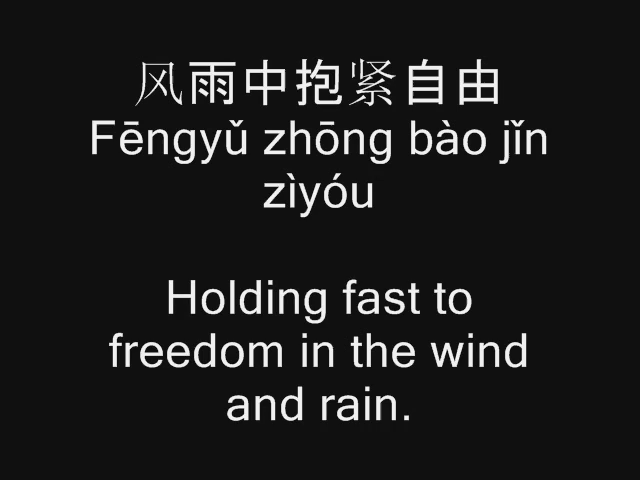 风雨中抱紧自由
Fēngyǔ zhōng bào jǐn
zìyóu
Holding fast to
freedom in the wind
and rain.